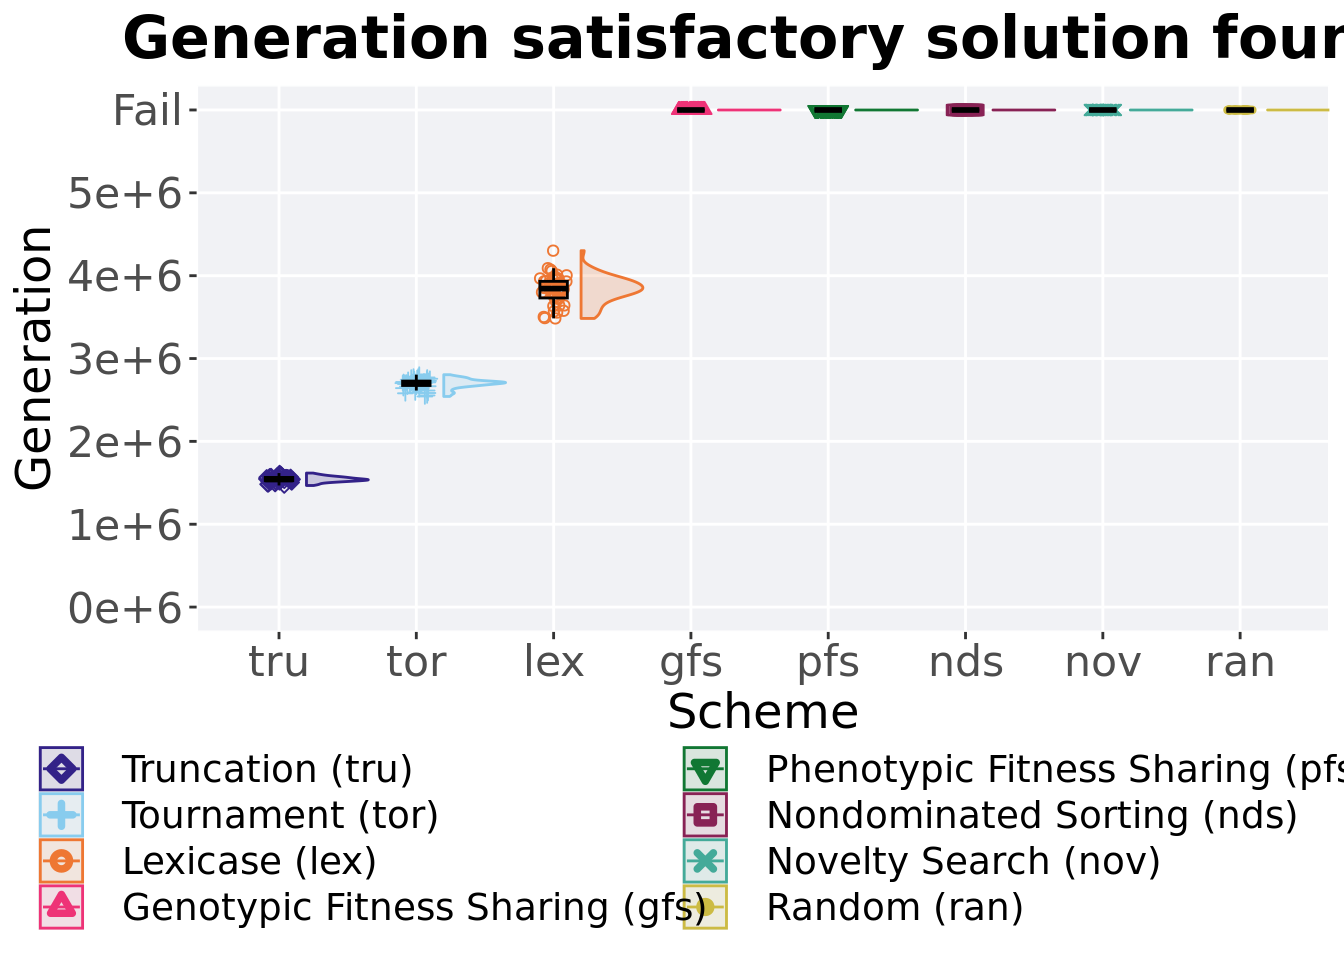 Generation satisfactory solution four
Fail
5e+6
4e+6
3e+6
2e+6
1e+6
0e+6
Generation
tru tor lex gfs pfs nds nov ran
Scheme
Truncation (tru)
Tournament (tor)
Lexicase (lex)
Genotypic Fitness Sharing (gfs)
Phenotypic Fitness Sharing (pfs
Nondominated Sorting (nds)
Novelty Search (nov)
Random (ran)